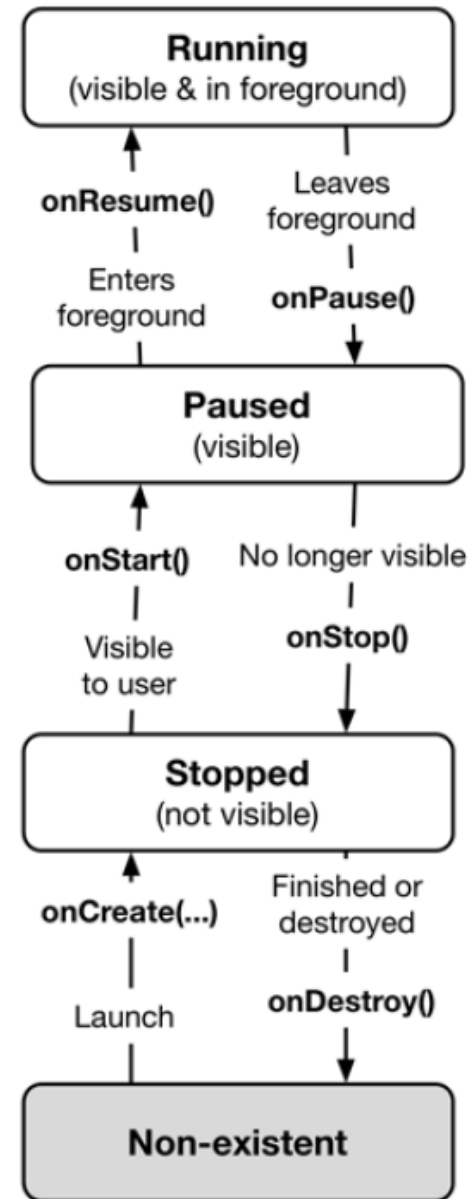 Running
(visible & in foreground)
onResume()
Enters
foreground
Leaves
foreground
onPause()
Paused
(visible)
onStart()
Visible
to user
No longer visible
onStop()
Stopped
(not visible)
onCreate(...)
Launch
Finished or
destroyed
onDestroy()
Non-existent